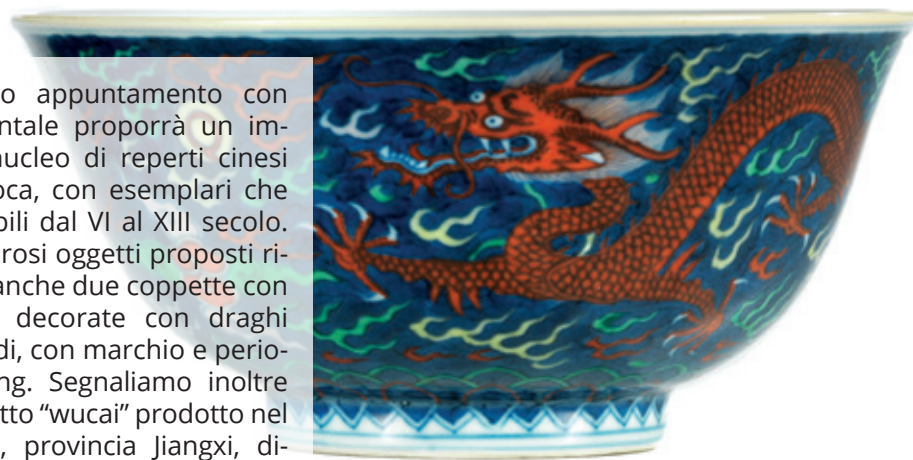 o appuntamento con
ntale proporrà un im-
nucleo di reperti cinesi
oca, con esemplari che
bili dal VI al XIII secolo.
rosi oggetti proposti ri-
anche due coppette con
decorate con draghi
di, con marchio e perio-
ng. Segnaliamo inoltre
tto “wucai” prodotto nel
, provincia Jiangxi, di-